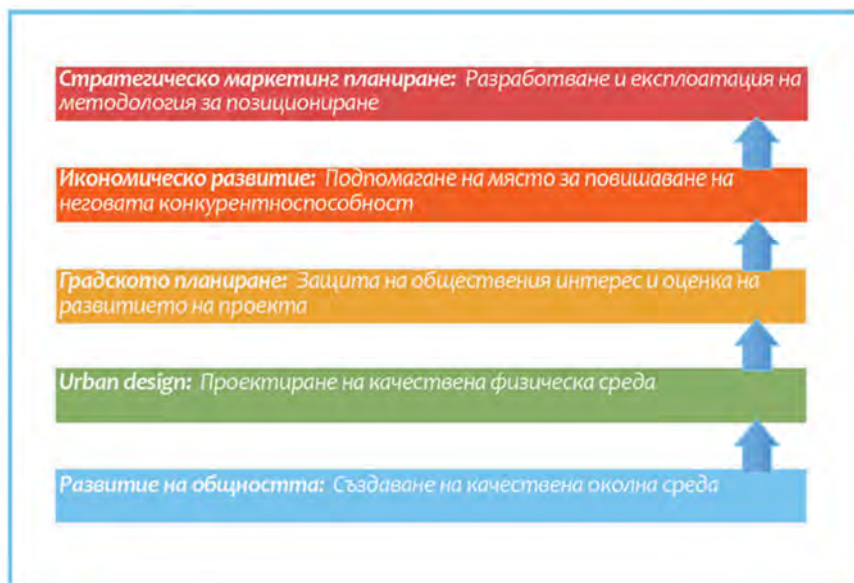 Стратегическо маркетинг планиране: Разработване и експлоатация на
методология за позициониране
Икономическо развитие: Подпомагане на място за повишаване на
неговата конкурентноспособност
Градското планиране: Защита на обществения интерес и оценка на
развитието на проекта
Urban design: Проектиране на качествена физическа среда
Развитие на общността: Създаване на качествена околна среда